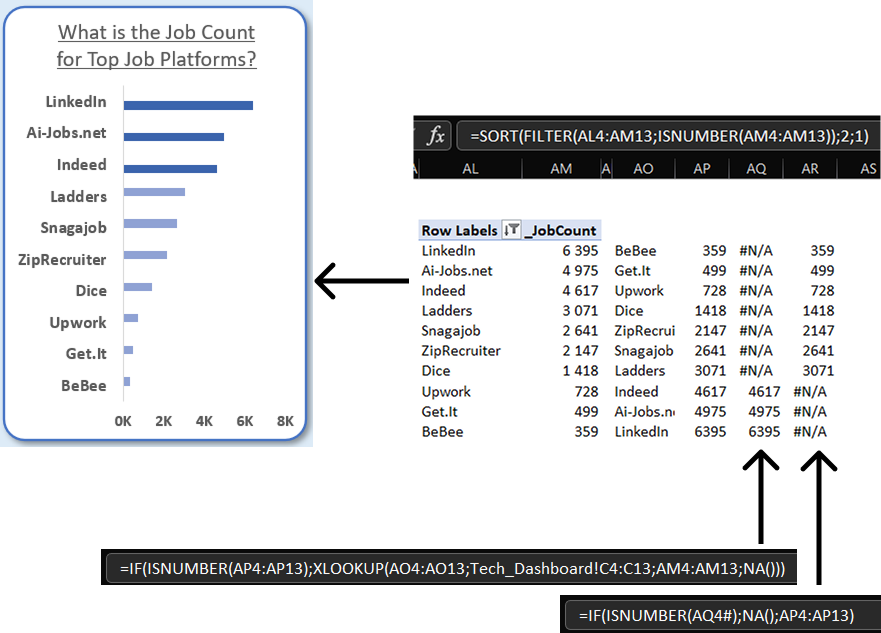 What is the Job Count
for Top Job Platforms?
LinkedIn
Ai-Jobs.net
Indeed
Ladders
Snagajob
ZipRecruiter
Dice
Upwork
Get.It
BeBee
0K 2K 4K 6K 8K
fx =SORT(FILTER(AL4:AM13;ISNUMBER(AM4:AM13));2;1)
AL AM A AO AP AQ AR AS
Row Labels _JobCount
LinkedIn 6 395 BeBee 359 #N/A 359
Ai-Jobs.net 4 975 Get.It 499 #N/A 499
Indeed 4 617 Upwork 728 #N/A 728
Ladders 3 071 Dice 1418 #N/A 1418
Snagajob 2 641 ZipRecrui 2147 #N/A 2147
ZipRecruiter 2 147 Snagajob 2641 #N/A 2641
Dice 1 418 Ladders 3071 #N/A 3071
Upwork 728 Indeed 4617 4617 #N/A
Get.It 499 Ai-Jobs.n 4975 4975 #N/A
BeBee 359 LinkedIn 6395 6395 #N/A
=IF(ISNUMBER(AP4:AP13);XLOOKUP(AO4:AO13;Tech_Dashboard!C4:C13;AM4:AM13;NA()))
=IF(ISNUMBER(AQ4#);NA();AP4:AP13)